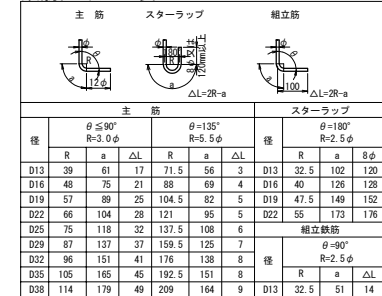 主 筋 スターラップ 組立筋
φ θ R a 12φ
φ 180° R a 8φ又は 120mm以上
φ θ R a 100
△L=2R-a △L=2R-a
主 筋 スターラップ
径 θ≦90° θ=135° 径 θ=180°
R=3.0φ R=5.5φ R=2.5φ
R a △L R a △L R a 8φ
D13 39 61 17 71.5 56 3 D13 32.5 102 120
D16 48 75 21 88 69 4 D16 40 126 128
D19 57 89 25 104.5 82 5 D19 47.5 149 152
D22 66 104 28 121 95 5 D22 55 173 176
D25 75 118 32 137.5 108 6 組立鉄筋
D29 87 137 37 159.5 125 7 径 θ=90°
D32 96 151 41 176 138 8 R=2.5φ
D35 105 165 45 192.5 151 8 R a △L
D38 114 179 49 209 164 9 D13 32.5 51 14